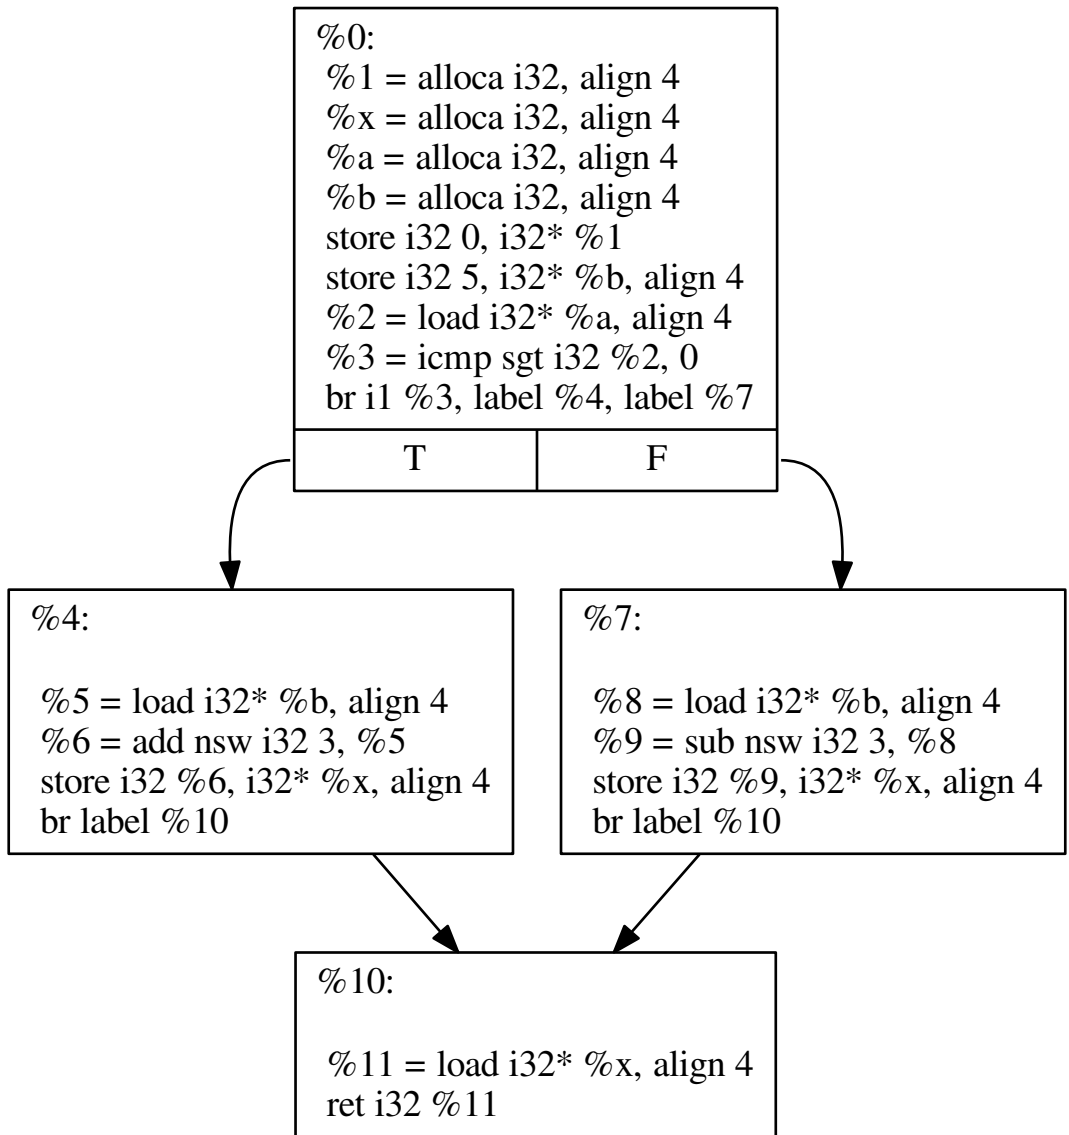 %0:
%1 = alloca i32, align 4
%x = alloca i32, align 4
%a = alloca i32, align 4
%b = alloca i32, align 4
store i32 0, i32* %1
store i32 5, i32* %b, align 4
%2 = load i32* %a, align 4
%3 = icmp sgt i32 %2, 0
br i1 %3, label %4, label %7
T
F
%4:
%5 = load i32* %b, align 4
%6 = add nsw i32 3, %5
store i32 %6, i32* %x, align 4
br label %10
%7:
%8 = load i32* %b, align 4
%9 = sub nsw i32 3, %8
store i32 %9, i32* %x, align 4
br label %10
%10:
%11 = load i32* %x, align 4
ret i32 %11